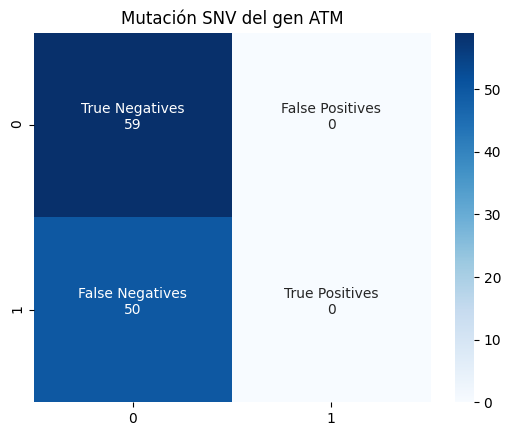 Mutación SNV del gen ATM
True Negatives
59
False Positives
0
False Negatives
50
True Positives
0
0
1
0
1
50
40
30
20
10
0